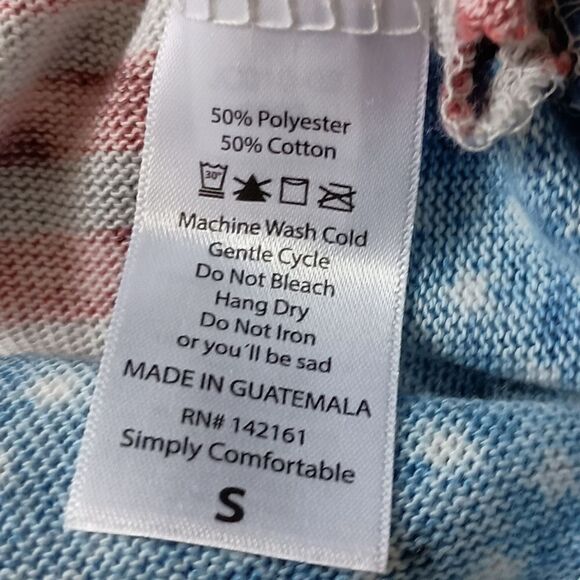 50% Polyester
50% Cotton
30°
Machine Wash Cold
Gentle Cycle
Do Not Bleach
Hang Dry
Do Not Iron
or you´ll be sad
MADE IN GUATEMALA
RN# 142161
Simply Comfortable
S